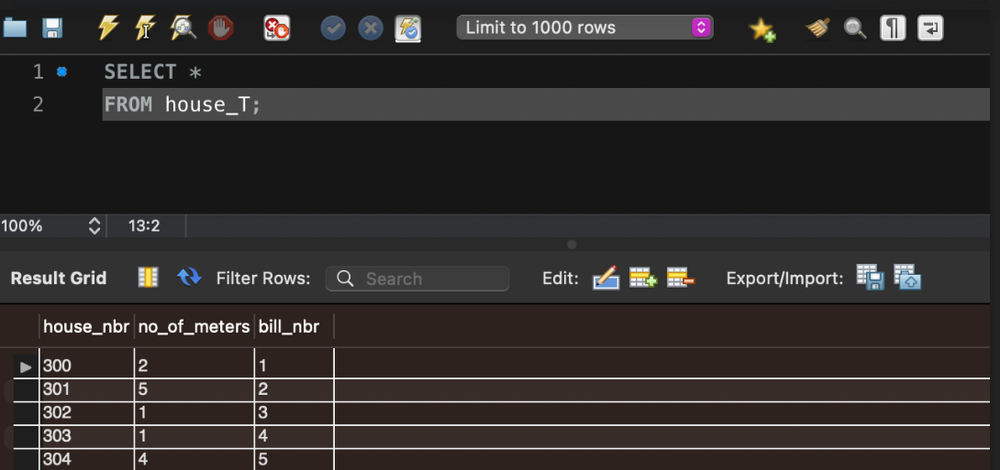 Limit to 1000 rows
1 SELECT *
2 FROM house_T;
100% 13:2
Result Grid Filter Rows: Search Edit: Export/Import:
house_nbr no_of_meters bill_nbr
300 2 1
301 5 2
302 1 3
303 1 4
304 4 5